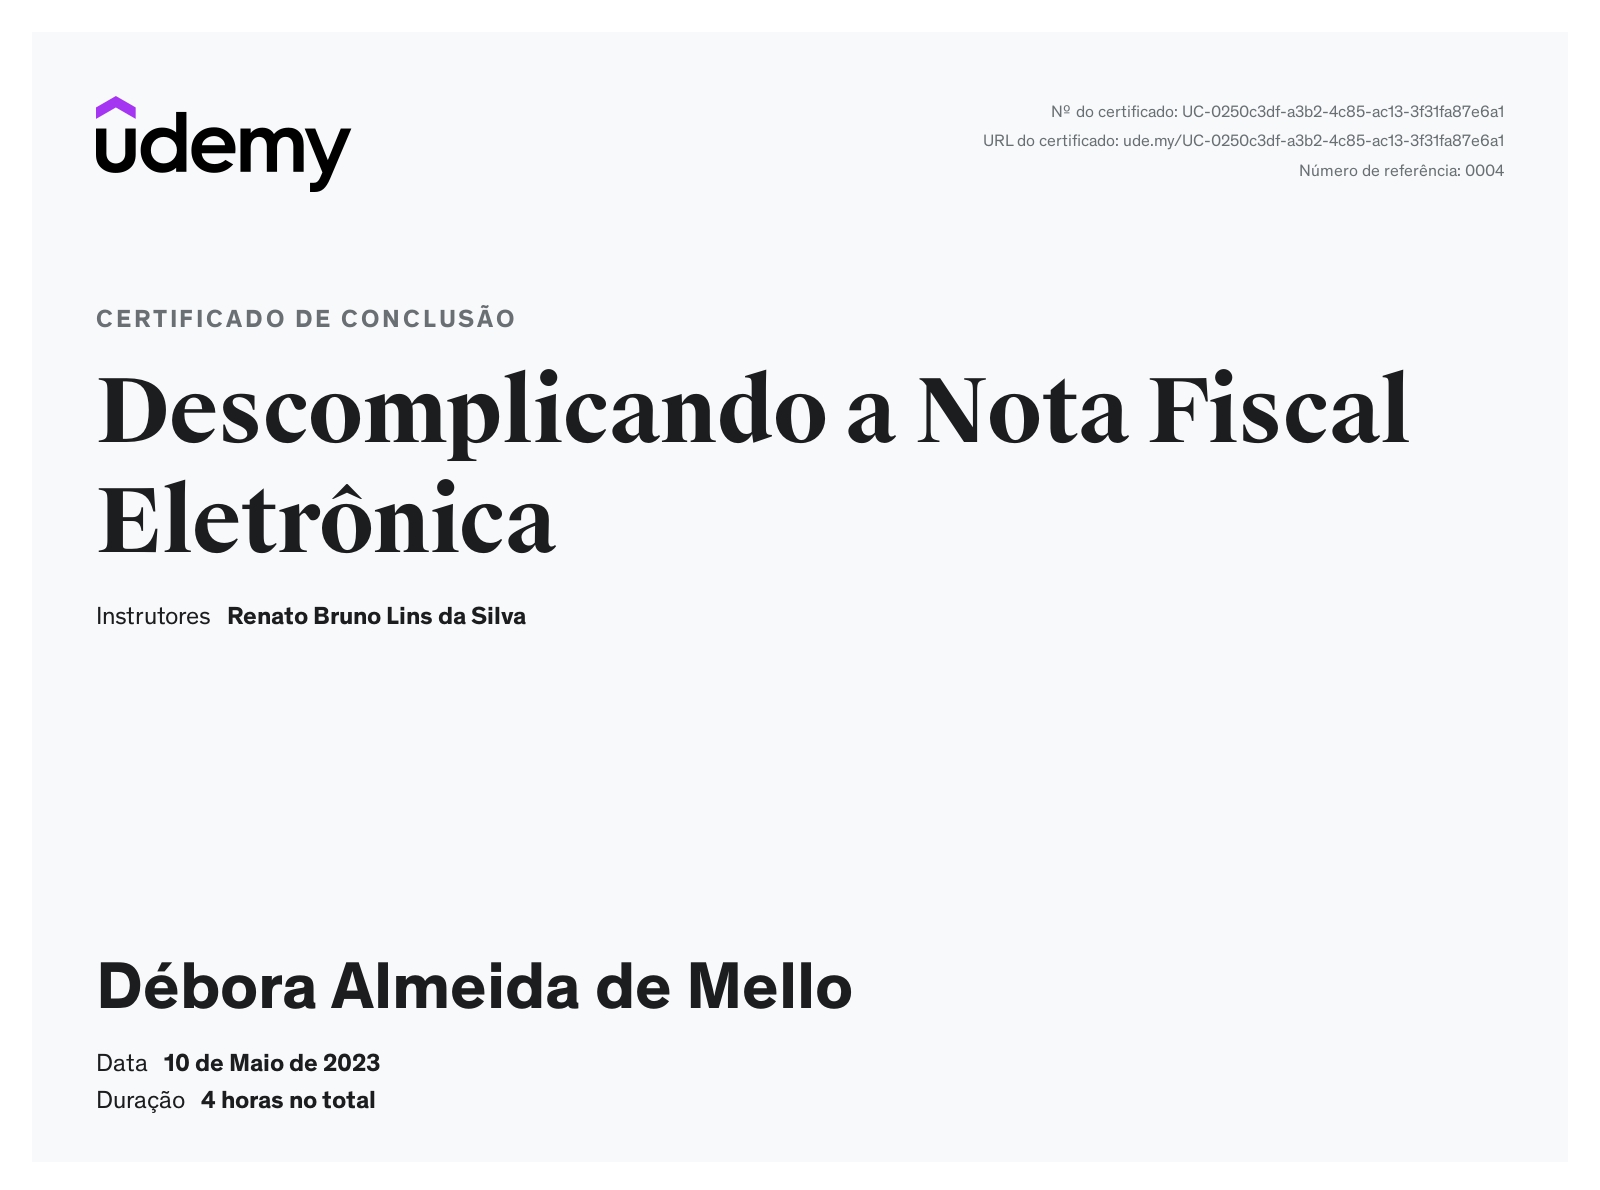 udemy
Nº do certificado: UC-0250c3df-a3b2-4c85-ac13-3f31fa87e6a1
URL do certificado: ude.my/UC-0250c3df-a3b2-4c85-ac13-3f31fa87e6a1
Número de referência: 0004
CERTIFICADO DE CONCLUSÃO
Descomplicando a Nota Fiscal
Eletrônica
Instrutores Renato Bruno Lins da Silva
Débora Almeida de Mello
Data 10 de Maio de 2023
Duração 4 horas no total